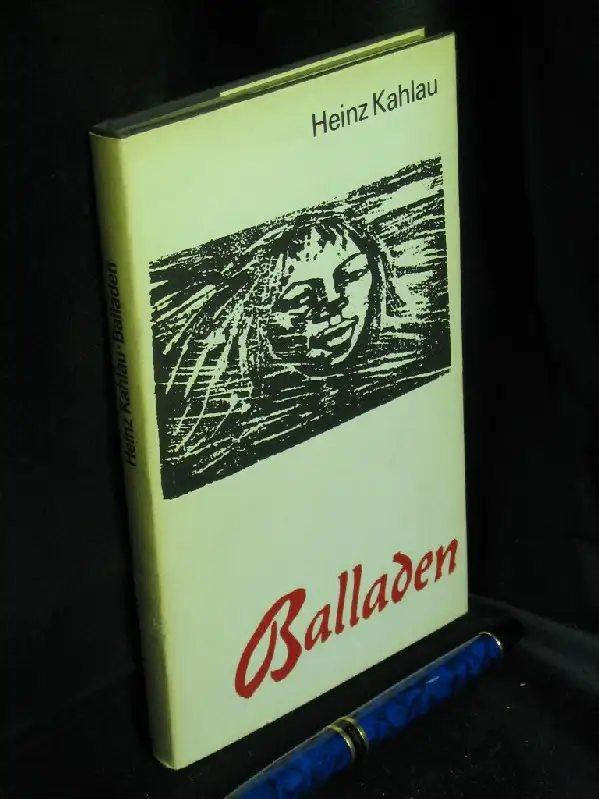 Heinz Kahlau
Balladen
Heinz Kahlau · Balladen